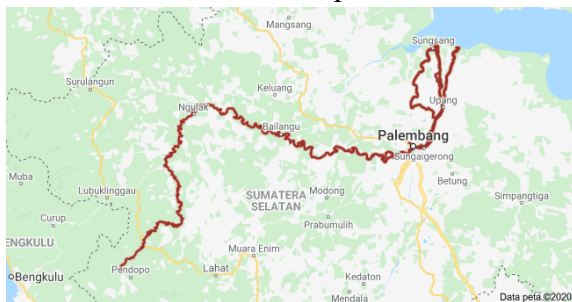 Mangsang
Sungsang
Surulangun
Keluang
Ngulak
Upang
Bailangu
Palembang
Sungaigerong
Muba
Betung
Lubuklinggau
SUMATERA
SELATAN
Modong
Simpangtiga
Curup
Prabumulih
ENGKULU
Muara Enim
Bengkulu
Pendopo
Lahat
Kedaton
Mendala
Data peta ©2020